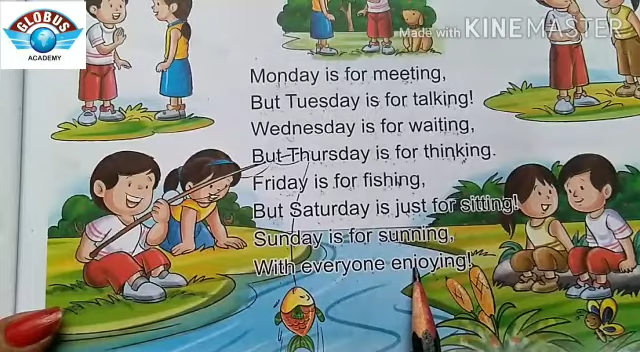 GLOBUS
ACADEMY
Made with KINEMASTER
Monday is for meeting,
But Tuesday is for talking!
Wednesday is for waiting,
But Thursday is for thinking.
Friday is for fishing,
But Saturday is just for sitting!
Sunday is for sunning,
With everyone enjoying!